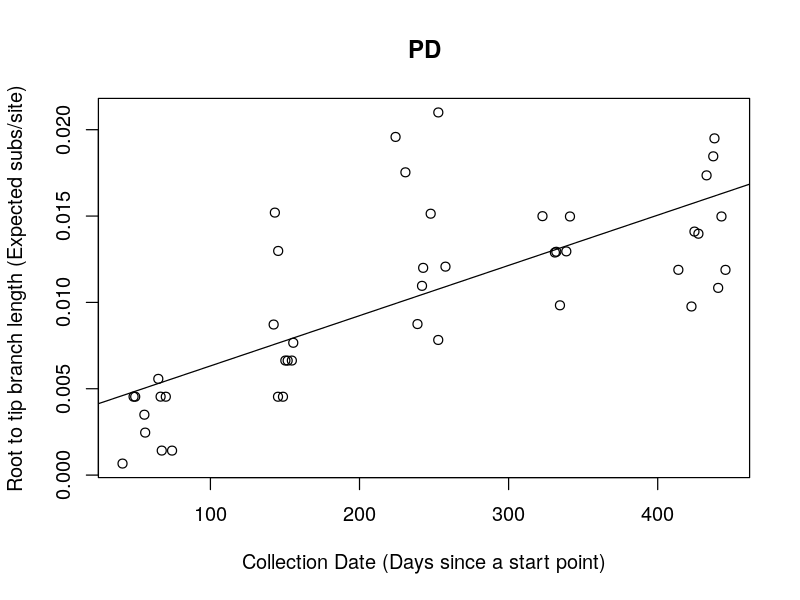 PD
Root to tip branch length (Expected subs/site)
0.020
0.015
0.010
0.005
0.000
100 200 300 400
Collection Date (Days since a start point)